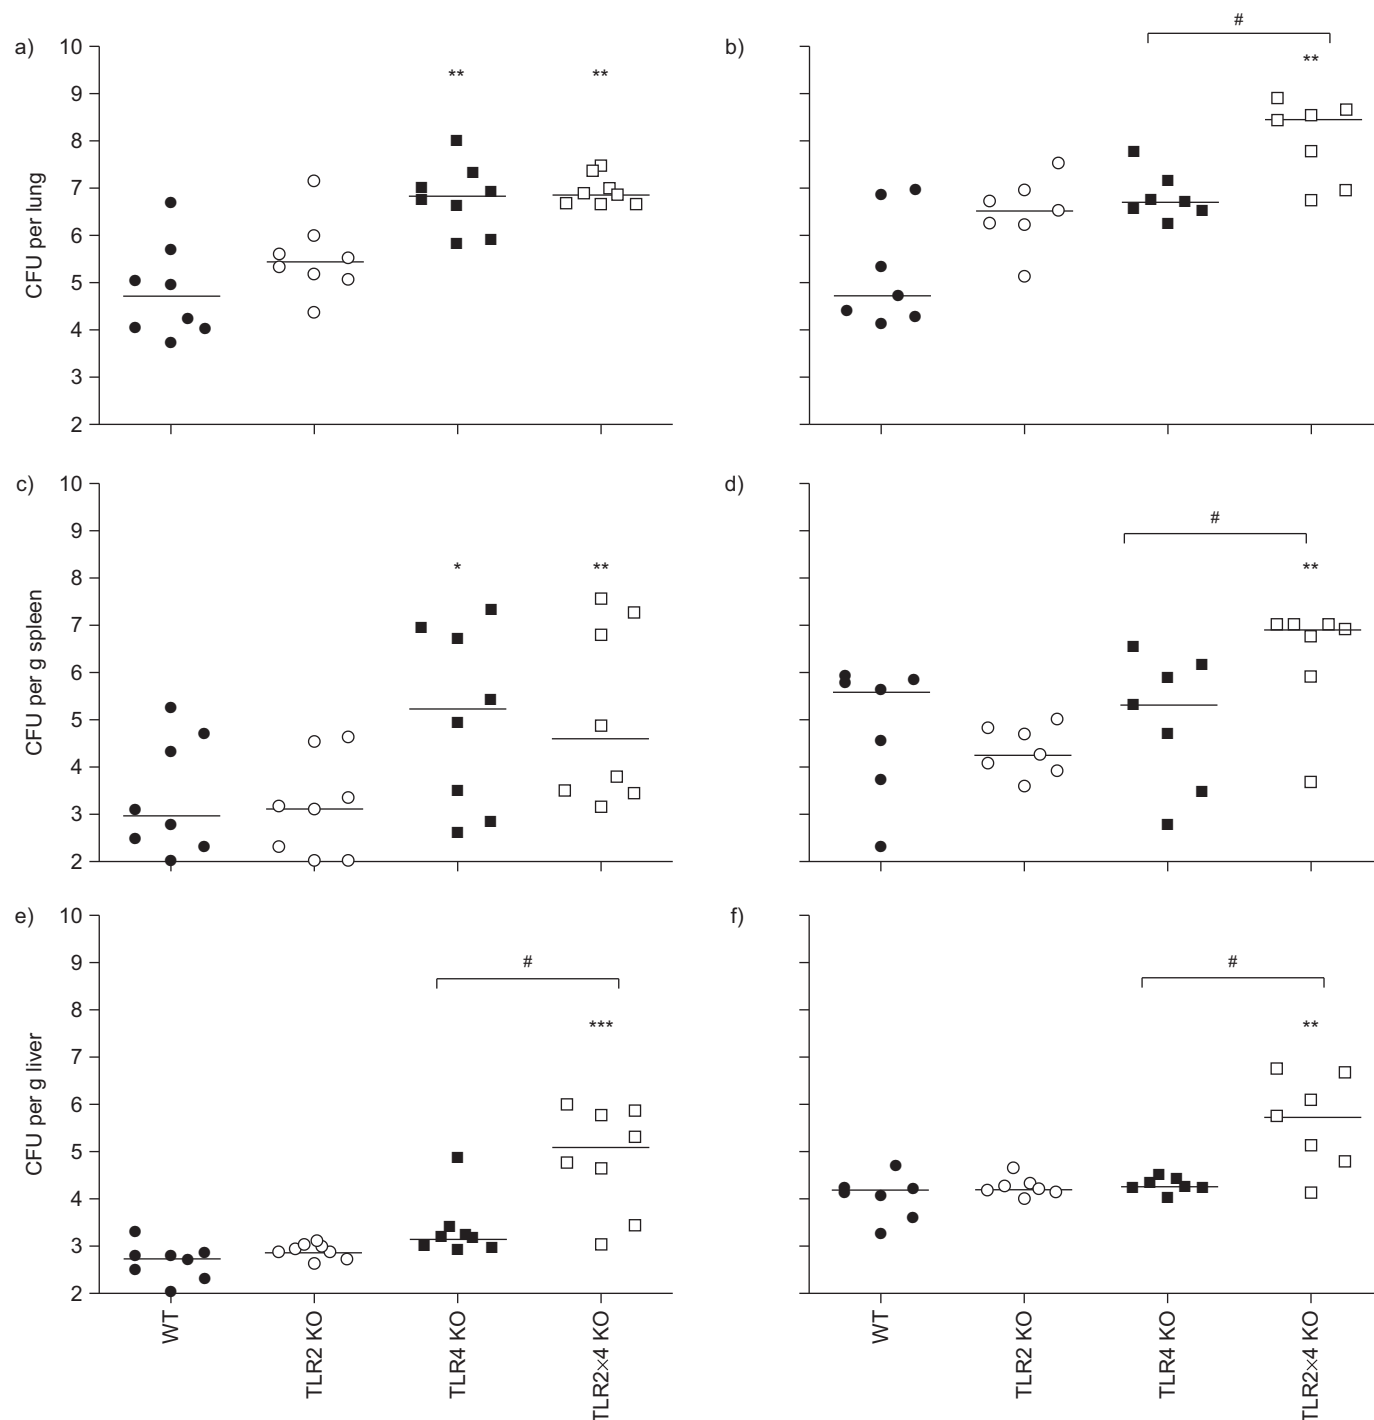 a)
**
**
10
9
8
7
6
5
4
3
2
CFU per lung
b)
#
**
c)
*
**
10
9
8
7
6
5
4
3
2
CFU per g spleen
d)
#
**
e)
#
***
10
9
8
7
6
5
4
3
2
CFU per g liver
WT
TLR2 KO
TLR4 KO
TLR2×4 KO
f)
#
**
WT
TLR2 KO
TLR4 KO
TLR2×4 KO